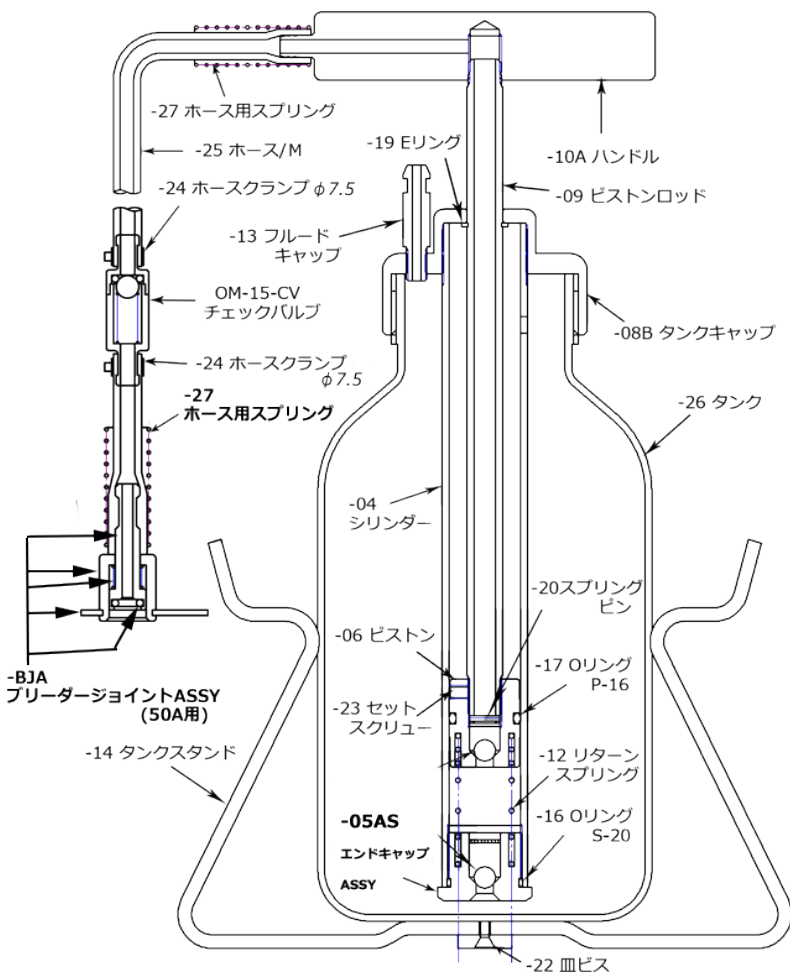 -27 ホース用スプリング
-25 ホース/M
-19 Eリング
-10A ハンドル
-24 ホースクランプ φ7.5
-09 ピストンロッド
-13 フルード
キャップ
OM-15-CV
チェックバルブ
-08B タンクキャップ
-24 ホースクランプ
φ7.5
-27
ホース用スプリング
-26 タンク
-04
シリンダー
-20スプリング
ピン
-06 ピストン
-17 Oリング
P-16
-BJA
ブリーダージョイントASSY
(50A用)
-23 セット
スクリュー
-14 タンクスタンド
-12 リターン
スプリング
-05AS
エンドキャップ
ASSY
-16 Oリング
S-20
-22 皿ビス